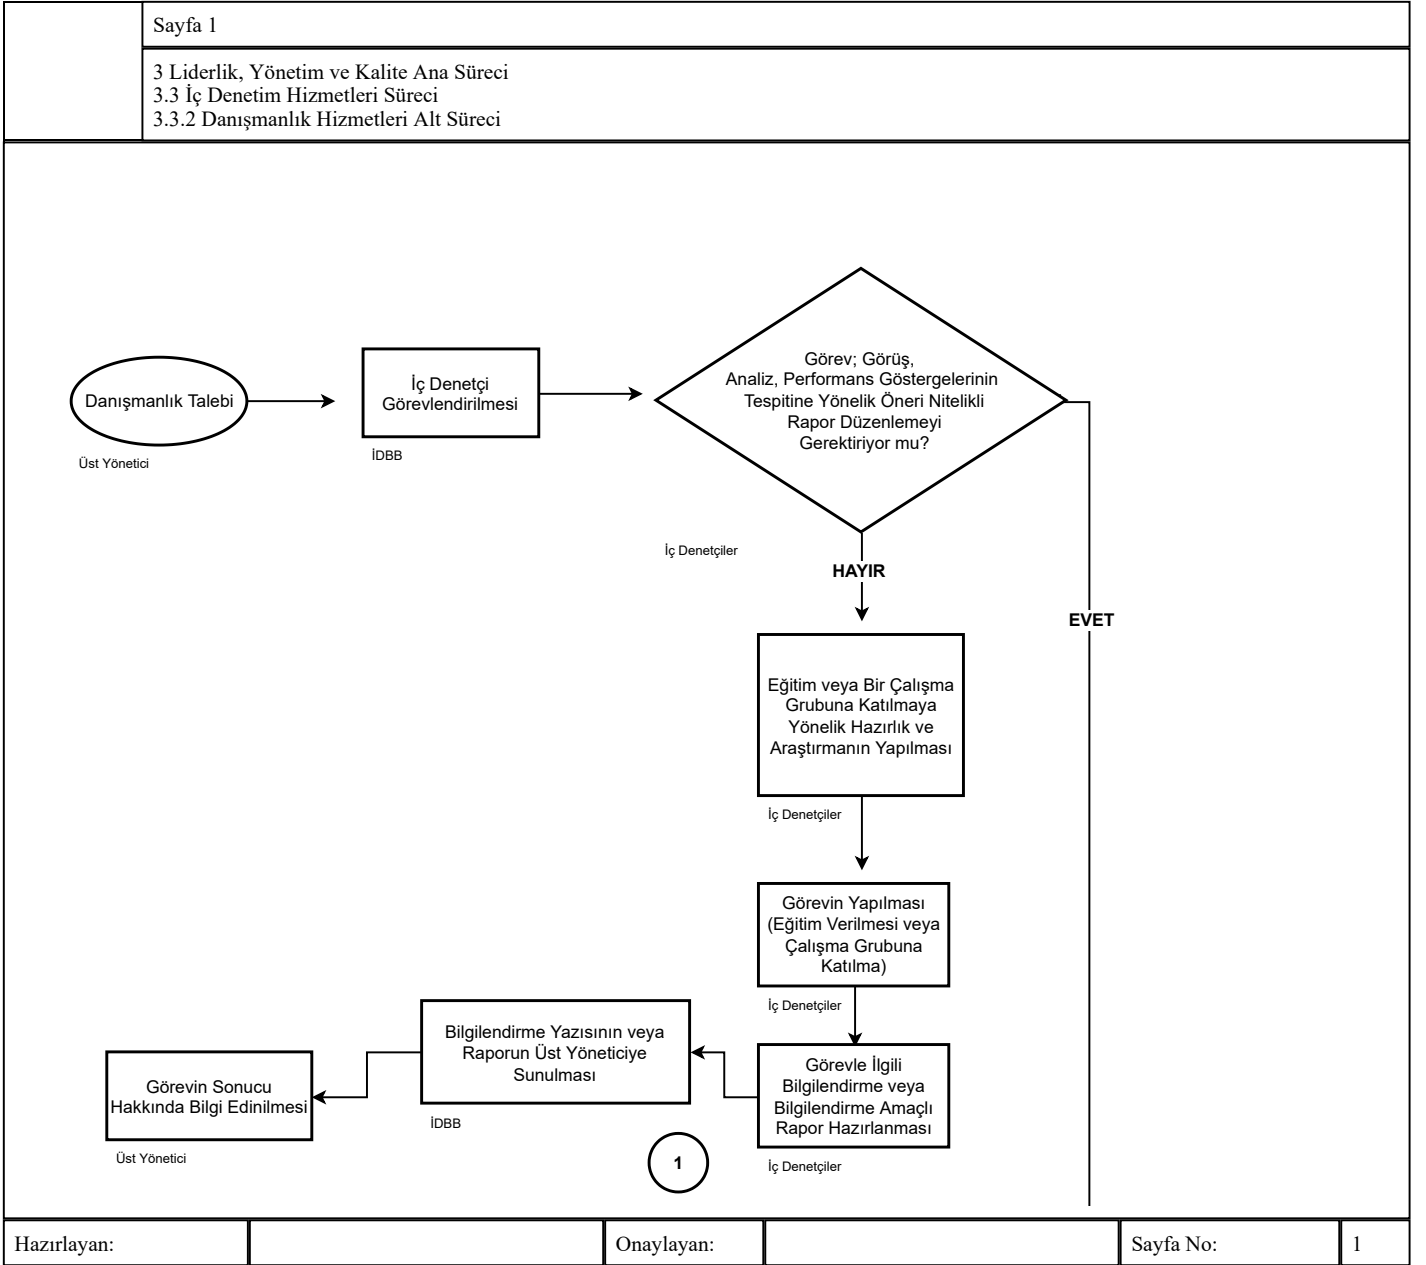 Sayfa 1
3 Liderlik, Yönetim ve Kalite Ana Süreci
3.3 İç Denetim Hizmetleri Süreci
3.3.2 Danışmanlık Hizmetleri Alt Süreci
Danışmanlık Talebi
Üst Yönetici
İç Denetçi
Görevlendirilmesi
İDBB
Görev; Görüş,
Analiz, Performans Göstergelerinin
Tespitine Yönelik Öneri Nitelikli
Rapor Düzenlemeyi
Gerektiriyor mu?
İç Denetçiler
HAYIR
EVET
Eğitim veya Bir Çalışma
Grubuna Katılmaya
Yönelik Hazırlık ve
Araştırmanın Yapılması
İç Denetçiler
Görevin Yapılması
(Eğitim Verilmesi veya
Çalışma Grubuna
Katılma)
İç Denetçiler
Görevle İlgili
Bilgilendirme veya
Bilgilendirme Amaçlı
Rapor Hazırlanması
İç Denetçiler
Bilgilendirme Yazısının veya
Raporun Üst Yöneticiye
Sunulması
İDBB
Görevin Sonucu
Hakkında Bilgi Edinilmesi
Üst Yönetici
1
Hazırlayan:
Onaylayan:
Sayfa No:
1